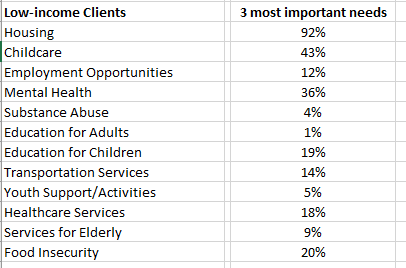 Low-income Clients 3 most important needs
Housing 92%
Childcare 43%
Employment Opportunities 12%
Mental Health 36%
Substance Abuse 4%
Education for Adults 1%
Education for Children 19%
Transportation Services 14%
Youth Support/Activities 5%
Healthcare Services 18%
Services for Elderly 9%
Food Insecurity 20%